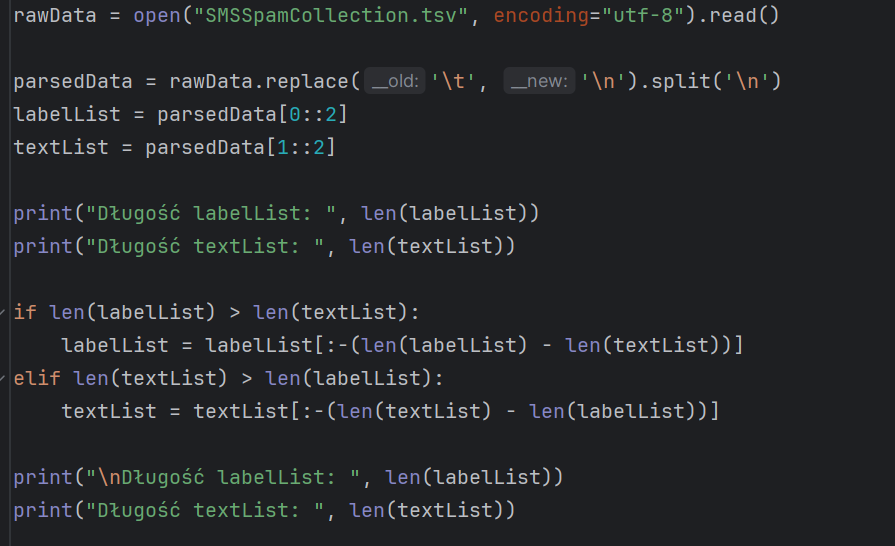 rawData = open("SMSSpamCollection.tsv", encoding="utf-8").read()
parsedData = rawData.replace( __old: '\t', __new: '\n').split('\n')
labelList = parsedData[0::2]
textList = parsedData[1::2]
print("Długość labelList: ", len(labelList))
print("Długość textList: ", len(textList))
if len(labelList) > len(textList):
    labelList = labelList[:-(len(labelList) - len(textList))]
elif len(textList) > len(labelList):
    textList = textList[:-(len(textList) - len(labelList))]
print("\nDługość labelList: ", len(labelList))
print("Długość textList: ", len(textList))